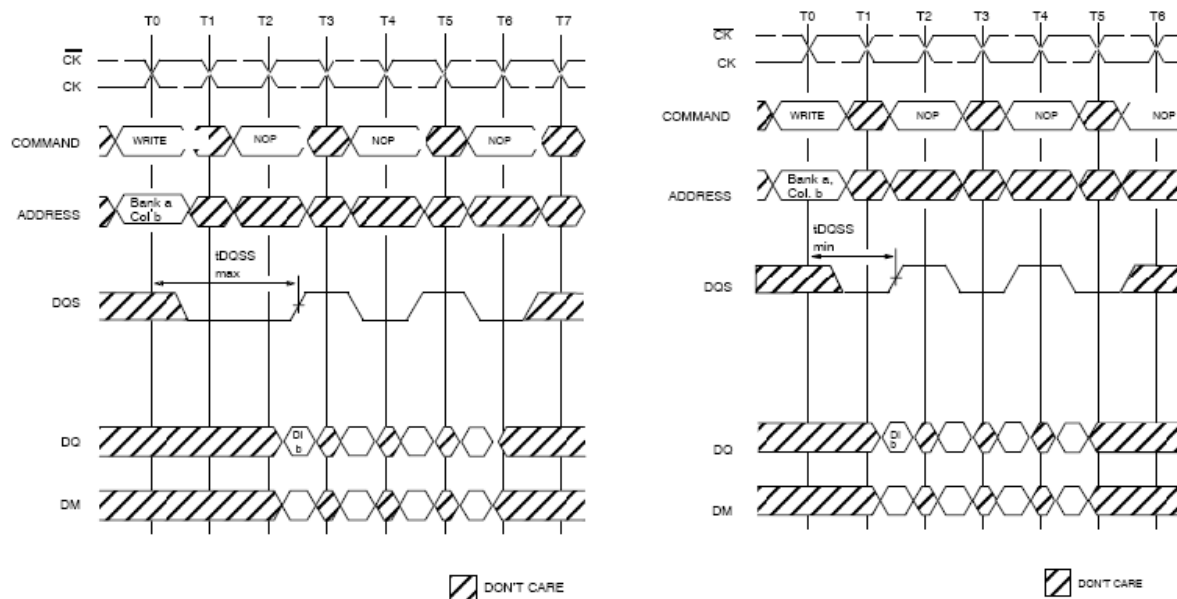 T0 T1 T2 T3 T4 T5 T6 T7
CK
CK
COMMAND WRITE NOP NOP NOP
ADDRESS Bank a
Col. b
tDQSS
max
DQS
DQ DI
b
DM
DON'T CARE
T0 T1 T2 T3 T4 T5 T6
CK
CK
COMMAND WRITE NOP NOP NOP
ADDRESS Bank a,
Col. b
tDQSS
min
DQS
DQ DI
b
DM
DON'T CARE